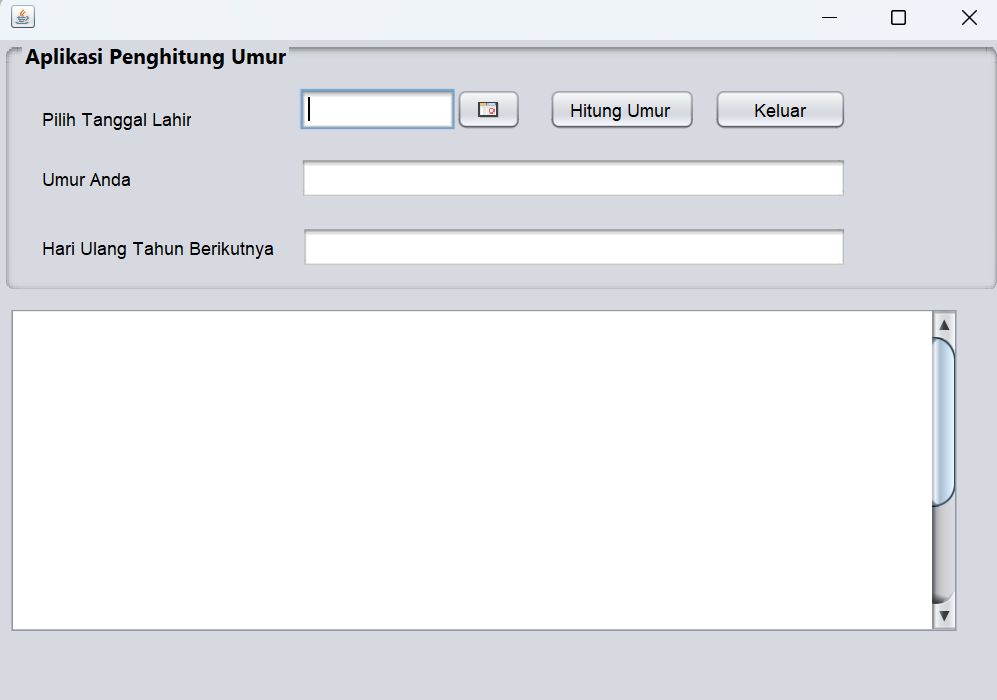 Aplikasi Penghitung Umur
Pilih Tanggal Lahir
Hitung Umur
Keluar
Umur Anda
Hari Ulang Tahun Berikutnya